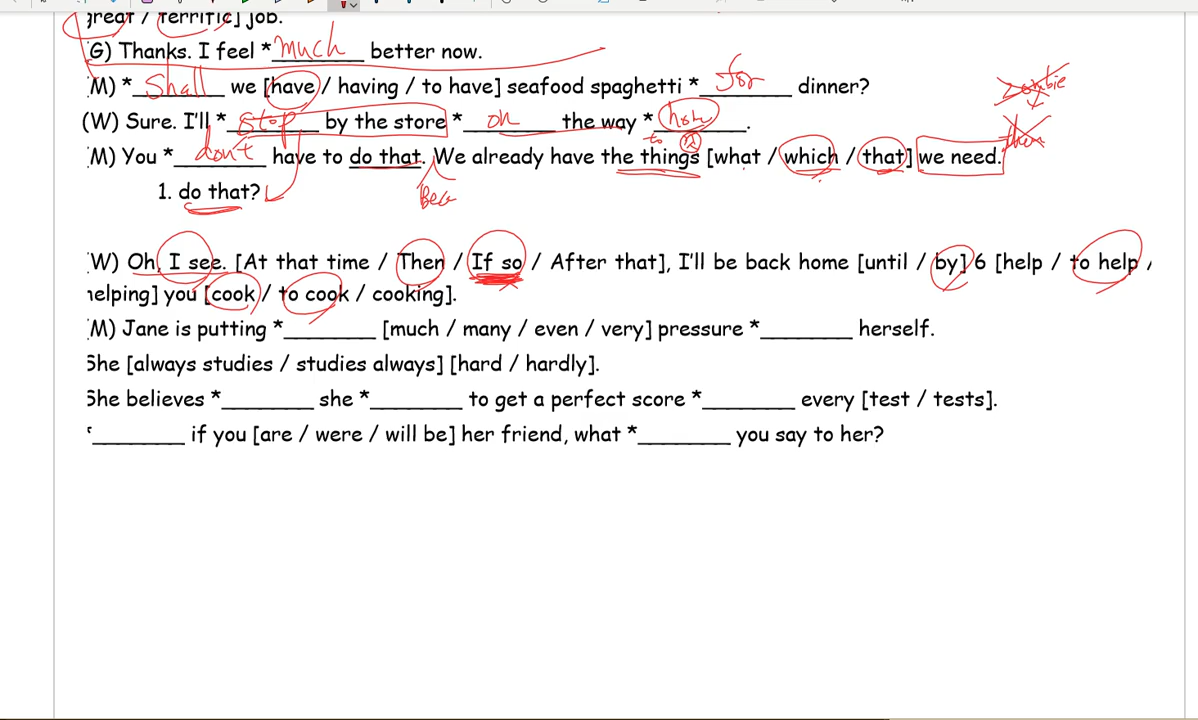 great / terrific] job.
G) Thanks. I feel *much better now.
M) *Shall we [have / having / to have] seafood spaghetti *for dinner?
zombie
(W) Sure. I'll *stop by the store *on the way *hom.
to
M) You *don't have to do that. We already have the things [what / which / that] we need.
1. do that?
W) Oh, I see. [At that time / Then / If so / After that], I'll be back home [until / by] 6 [help / to help /
helping] you [cook / to cook / cooking].
M) Jane is putting *________ [much / many / even / very] pressure *________ herself.
She [always studies / studies always] [hard / hardly].
She believes *________ she *________ to get a perfect score *________ every [test / tests].
*________ if you [are / were / will be] her friend, what *________ you say to her?